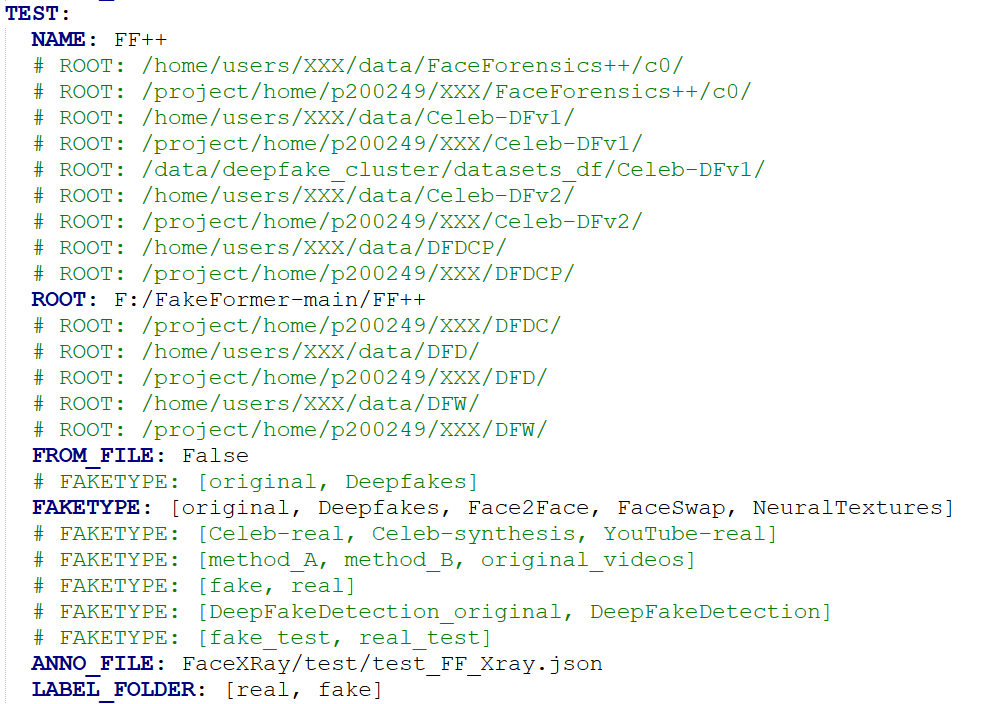 TEST:
NAME: FF++
# ROOT: /home/users/XXX/data/FaceForensics++/c0/
# ROOT: /project/home/p200249/XXX/FaceForensics++/c0/
# ROOT: /home/users/XXX/data/Celeb-DFv1/
# ROOT: /project/home/p200249/XXX/Celeb-DFv1/
# ROOT: /data/deepfake_cluster/datasets_df/Celeb-DFv1/
# ROOT: /home/users/XXX/data/Celeb-DFv2/
# ROOT: /project/home/p200249/XXX/Celeb-DFv2/
# ROOT: /home/users/XXX/data/DFDCP/
# ROOT: /project/home/p200249/XXX/DFDCP/
ROOT: F:/FakeFormer-main/FF++
# ROOT: /project/home/p200249/XXX/DFDC/
# ROOT: /home/users/XXX/data/DFD/
# ROOT: /project/home/p200249/XXX/DFD/
# ROOT: /home/users/XXX/data/DFW/
# ROOT: /project/home/p200249/XXX/DFW/
FROM_FILE: False
# FAKETYPE: [original, Deepfakes]
FAKETYPE: [original, Deepfakes, Face2Face, FaceSwap, NeuralTextures]
# FAKETYPE: [Celeb-real, Celeb-synthesis, YouTube-real]
# FAKETYPE: [method_A, method_B, original_videos]
# FAKETYPE: [fake, real]
# FAKETYPE: [DeepFakeDetection_original, DeepFakeDetection]
# FAKETYPE: [fake_test, real_test]
ANNO_FILE: FaceXRay/test/test_FF_Xray.json
LABEL_FOLDER: [real, fake]